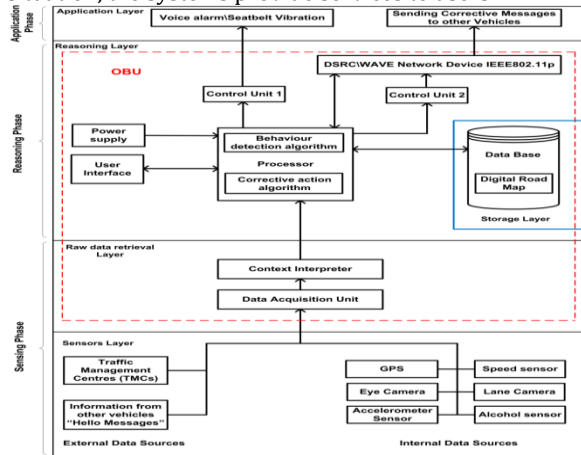 Application Layer
Voice alarm\Seatbelt Vibration
Sending Corrective Messages
to other Vehicles
Application
Phase
Reasoning Layer
OBU
DSRC\WAVE Network Device IEEE802.11p
Control Unit 1
Control Unit 2
Power
supply
User
Interface
Behaviour
detection algorithm
Processor
Corrective action
algorithm
Data Base
Digital Road
Map
Storage Layer
Reasoning Phase
Raw data retrieval
Layer
Context Interpreter
Data Acquisition Unit
Sensing Phase
Sensors Layer
Traffic
Management
Centres (TMCs)
Information from
other vehicles
"Hello Messages"
External Data Sources
GPS
Speed sensor
Eye Camera
Lane Camera
Accelerometer
Sensor
Alcohol sensor
Internal Data Sources